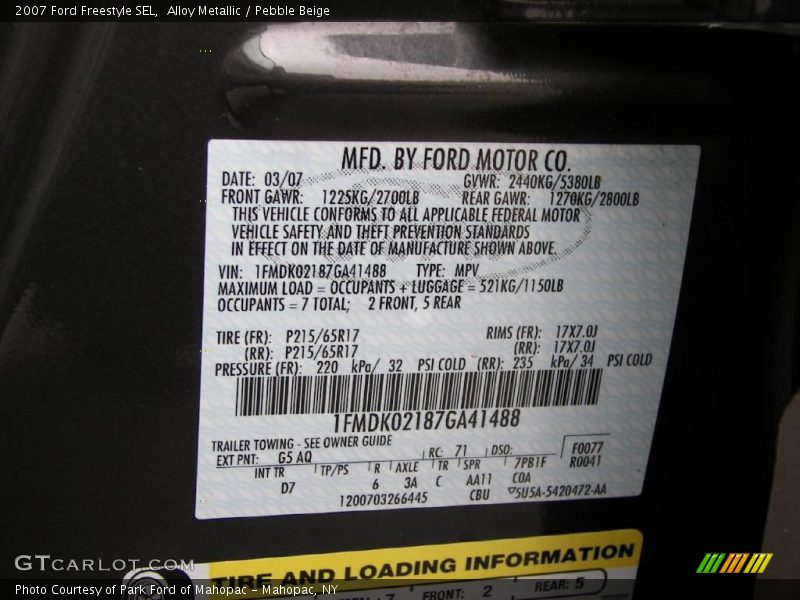 2007 Ford Freestyle SEL, Alloy Metallic / Pebble Beige
MFD. BY FORD MOTOR CO.
DATE: 03/07 GVWR: 2440KG/5380LB
FRONT GAWR: 1225KG/2700LB REAR GAWR: 1270KG/2800LB
THIS VEHICLE CONFORMS TO ALL APPLICABLE FEDERAL MOTOR
VEHICLE SAFETY AND THEFT PREVENTION STANDARDS
IN EFFECT ON THE DATE OF MANUFACTURE SHOWN ABOVE.
VIN: 1FMDK02187GA41488 TYPE: MPV
MAXIMUM LOAD = OCCUPANTS + LUGGAGE = 521KG/1150LB
OCCUPANTS = 7 TOTAL; 2 FRONT, 5 REAR
TIRE (FR): P215/65R17 RIMS (FR): 17X7.0J
(RR): P215/65R17 (RR): 17X7.0J
PRESSURE (FR): 220 kPa/ 32 PSI COLD (RR): 235 kPa/ 34 PSI COLD
1FMDK02187GA41488
TRAILER TOWING - SEE OWNER GUIDE
EXT PNT: G5 AQ RC: 71 DSO: F0077
INT TR TP/PS R AXLE TR SPR 7PB1F R0041
D7 6 3A C AA11 C0A
1200703266445 CBU 5U5A-5420472-AA
TIRE AND LOADING INFORMATION
7 FRONT: 2 REAR: 5
GTCARLOT.COM
Photo Courtesy of Park Ford of Mahopac - Mahopac, NY